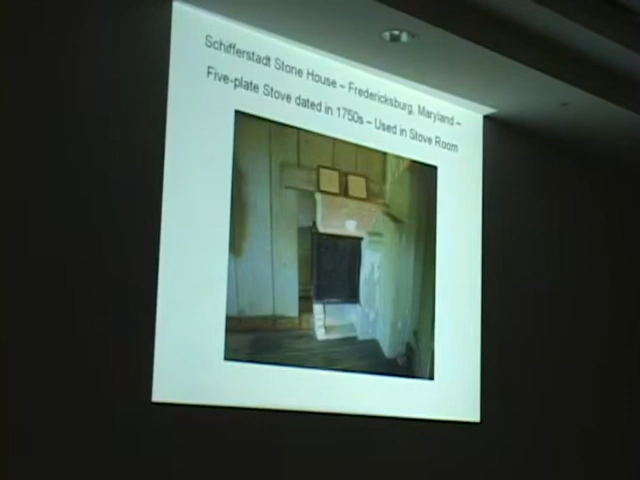 Schifferstadt Stone House – Fredericksburg, Maryland –
Five-plate Stove dated in 1750s – Used in Stove Room